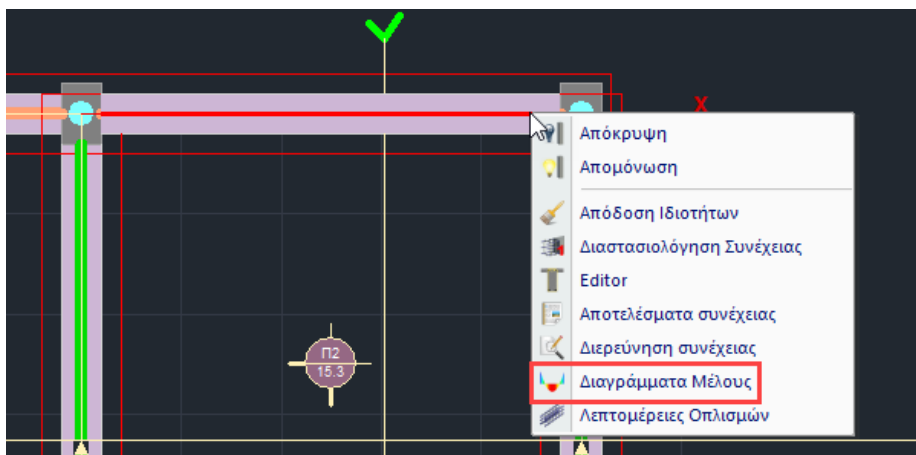 X
Απόκρυψη
Απομόνωση
Απόδοση Ιδιοτήτων
Διαστασιολόγηση Συνέχειας
Editor
Αποτελέσματα συνέχειας
Διερεύνηση συνέχειας
Διαγράμματα Μέλους
Λεπτομέρειες Οπλισμών
Π2
15.3